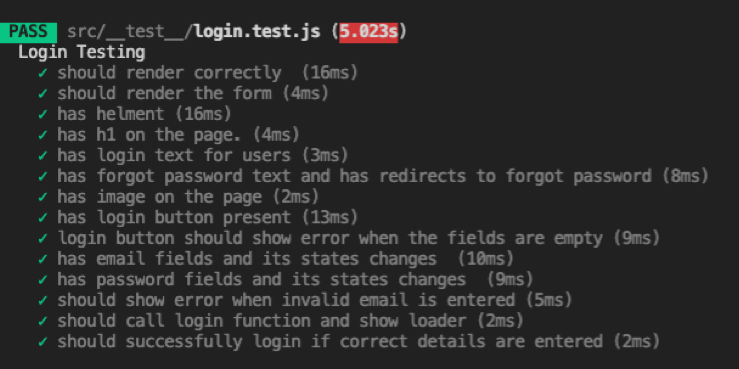 PASS src/__test__/login.test.js (5.023s)
Login Testing
✓ should render correctly (16ms)
✓ should render the form (4ms)
✓ has helment (16ms)
✓ has h1 on the page. (4ms)
✓ has login text for users (3ms)
✓ has forgot password text and has redirects to forgot password (8ms)
✓ has image on the page (2ms)
✓ has login button present (13ms)
✓ login button should show error when the fields are empty (9ms)
✓ has email fields and its states changes (10ms)
✓ has password fields and its states changes (9ms)
✓ should show error when invalid email is entered (5ms)
✓ should call login function and show loader (2ms)
✓ should successfully login if correct details are entered (2ms)